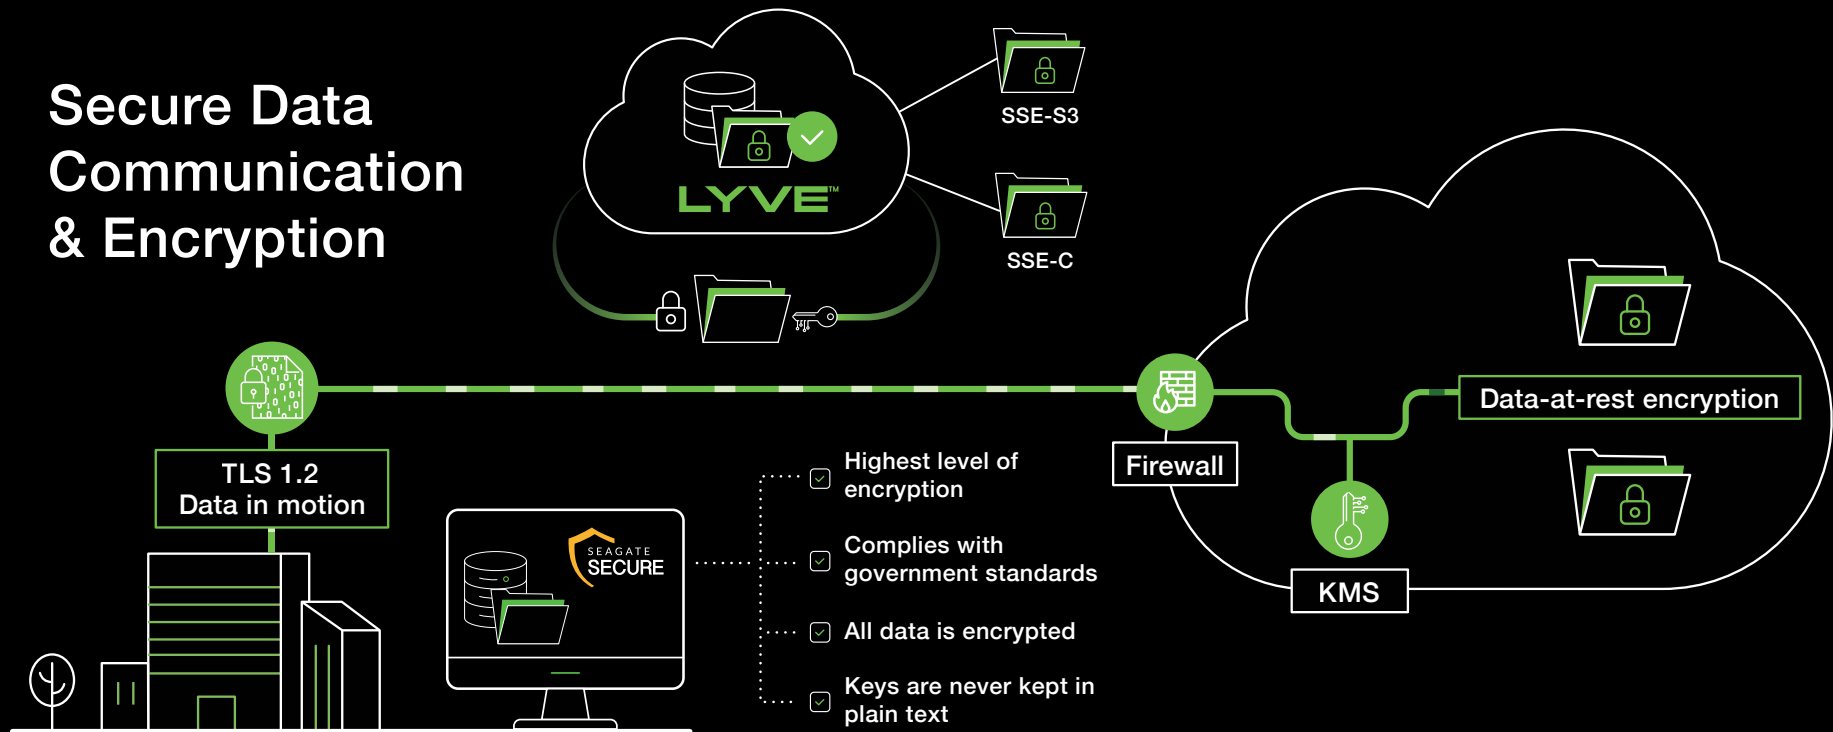 Secure Data
Communication
& Encryption
LYVE™
SSE-S3
SSE-C
TLS 1.2
Data in motion
SEAGATE
SECURE
Highest level of
encryption
Complies with
government standards
All data is encrypted
Keys are never kept in
plain text
Firewall
KMS
Data-at-rest encryption